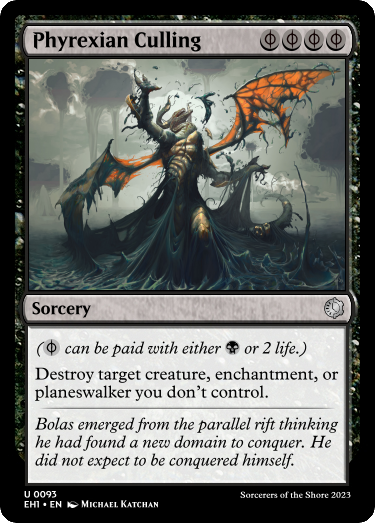 Phyrexian Culling
Sorcery
( can be paid with either or 2 life.)
Destroy target creature, enchantment, or
planeswalker you don't control.
Bolas emerged from the parallel rift thinking
he had found a new domain to conquer. He
did not expect to be conquered himself.
U 0093
EH1 • EN Michael Katchan
Sorcerers of the Shore 2023